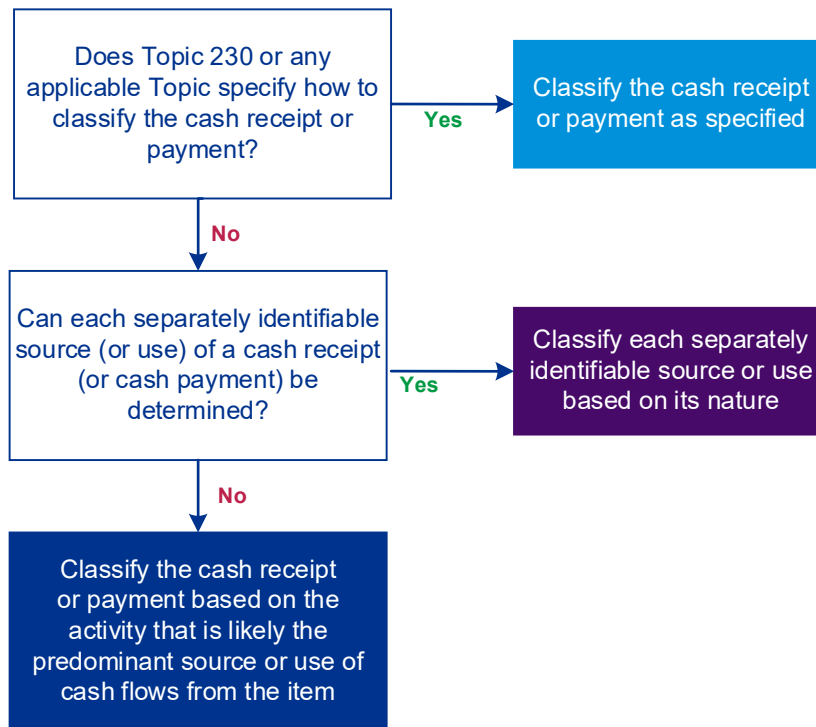 Does Topic 230 or any
applicable Topic specify how to
classify the cash receipt or
payment?
Yes
Classify the cash receipt
or payment as specified
No
Can each separately identifiable
source (or use) of a cash receipt
(or cash payment) be
determined?
Yes
Classify each separately
identifiable source or use
based on its nature
No
Classify the cash receipt
or payment based on the
activity that is likely the
predominant source or use of
cash flows from the item